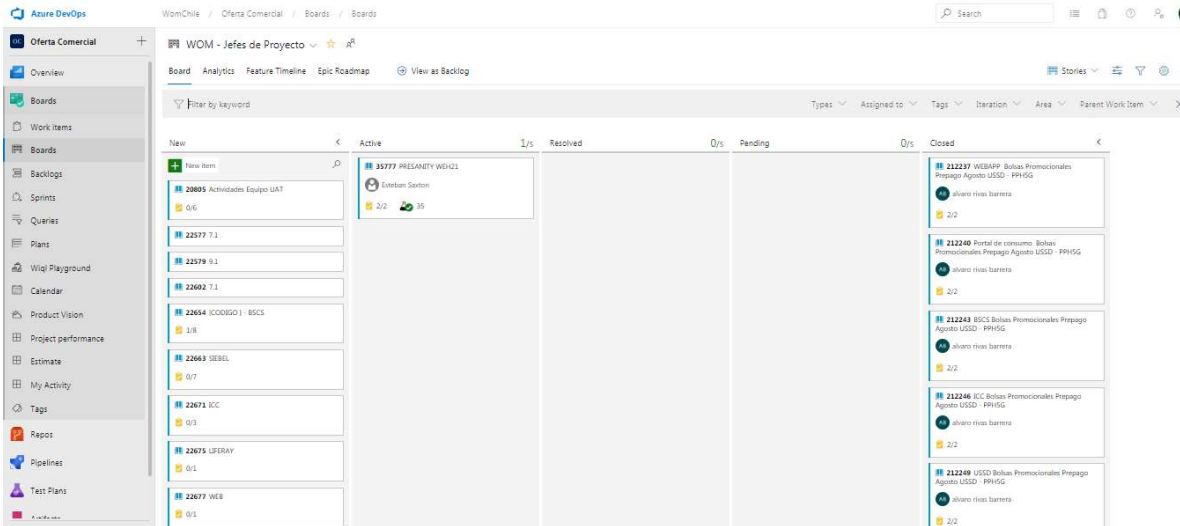 Azure DevOps
WomChile / Oferta Comercial / Boards / Boards
Search
OC Oferta Comercial
WOM - Jefes de Proyecto
Board Analytics Feature Timeline Epic Roadmap View as Backlog
Stories
Filter by keyword
Types Assigned to Tags Iteration Area Parent Work Item
Overview
Boards
Work items
Boards
Backlogs
Sprints
Queries
Plans
Wiql Playground
Calendar
Product Vision
Project performance
Estimate
My Activity
Tags
Repos
Pipelines
Test Plans
New
New item
20805 Actividades Equipo UAT
0/6
22577 7.1
22579 9.1
22602 7.1
22654 [CODIGO ] - BSCS
1/8
22663 SIEBEL
0/7
22671 ICC
0/3
22675 LIFERAY
0/1
22677 WEB
0/1
Active 1/5
35777 PRESANITY WEH21
Esteban Saxton
2/2 35
Resolved 0/5
Pending 0/5
Closed
212237 WEBAPP Bolsas Promocionales
Prepago Agosto USSD - PPH5G
AR alvaro rivas barrera
2/2
212240 Portal de consumo Bolsas
Promocionales Prepago Agosto USSD - PPH5G
AR alvaro rivas barrera
2/2
212243 BSCS Bolsas Promocionales Prepago
Agosto USSD - PPH5G
AR alvaro rivas barrera
2/2
212246 ICC Bolsas Promocionales Prepago
Agosto USSD - PPH5G
AR alvaro rivas barrera
2/2
212249 USSD Bolsas Promocionales Prepago
Agosto USSD - PPH5G
AR alvaro rivas barrera
2/2